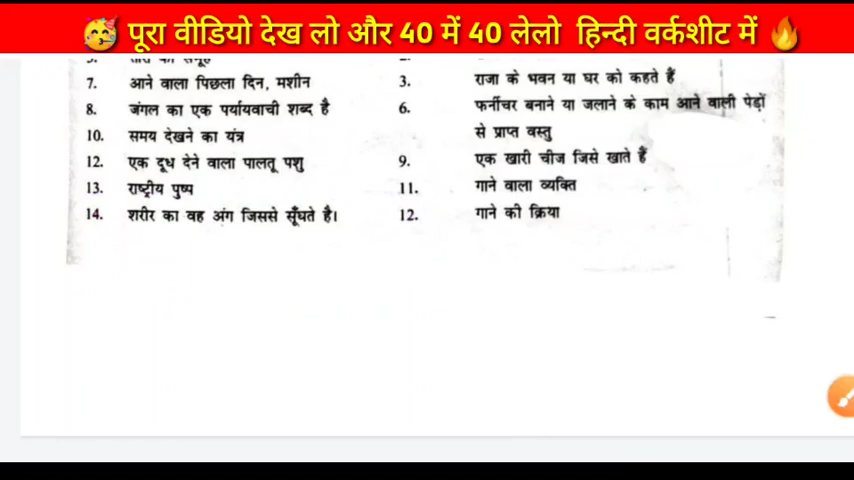 🥳 पूरा वीडियो देख लो और 40 में 40 लेलो हिन्दी वर्कशीट में 🔥
7. आने वाला पिछला दिन, मशीन
8. जंगल का एक पर्यायवाची शब्द है
10. समय देखने का यंत्र
12. एक दूध देने वाला पालतू पशु
13. राष्ट्रीय पुष्प
14. शरीर का वह अंग जिससे सूँघते है।
3. राजा के भवन या घर को कहते हैं
6. फर्नीचर बनाने या जलाने के काम आने वाली पेड़ों
से प्राप्त वस्तु
9. एक खारी चीज जिसे खाते हैं
11. गाने वाला व्यक्ति
12. गाने की क्रिया